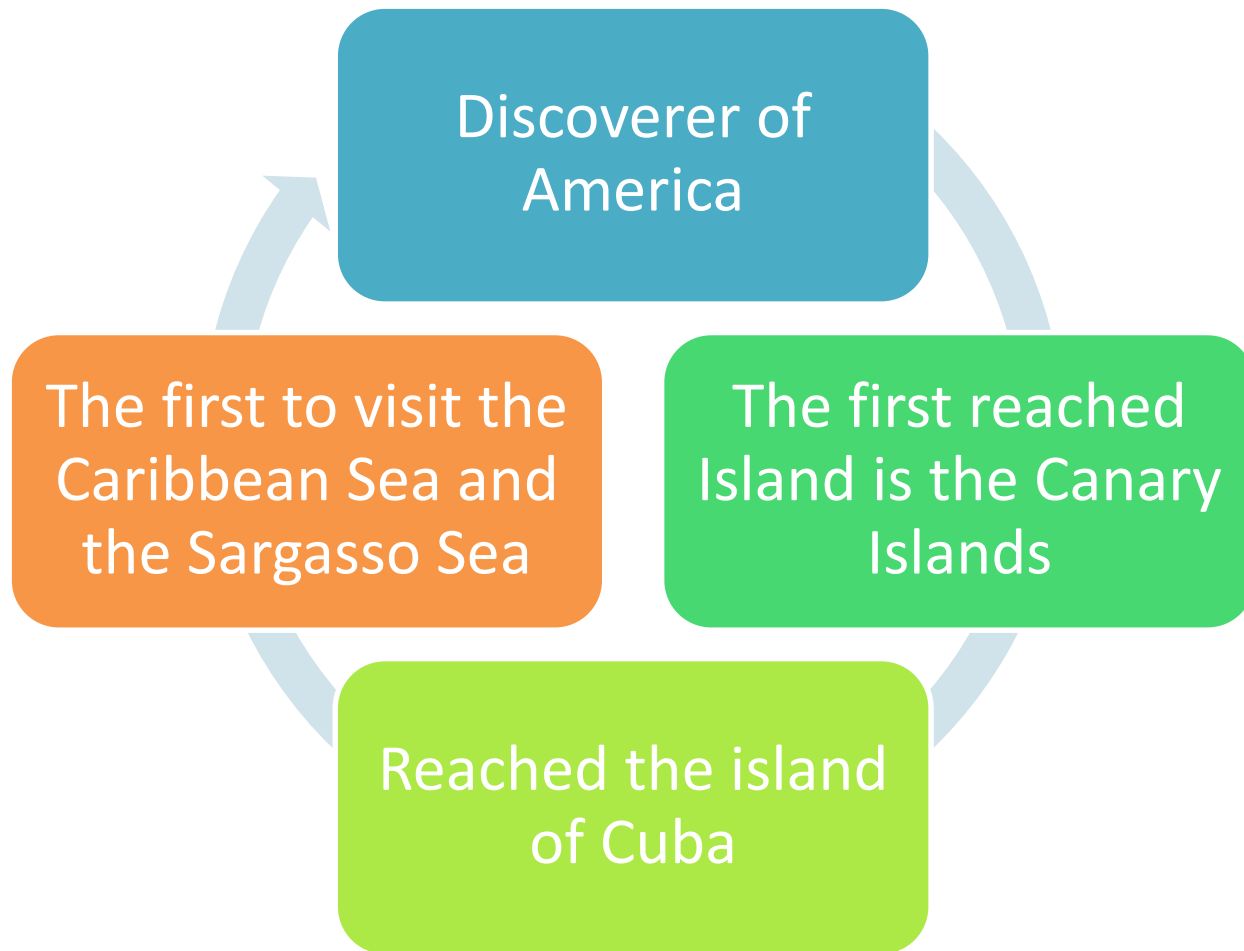 Discoverer of
America
The first reached
Island is the Canary
Islands
Reached the island
of Cuba
The first to visit the
Caribbean Sea and
the Sargasso Sea